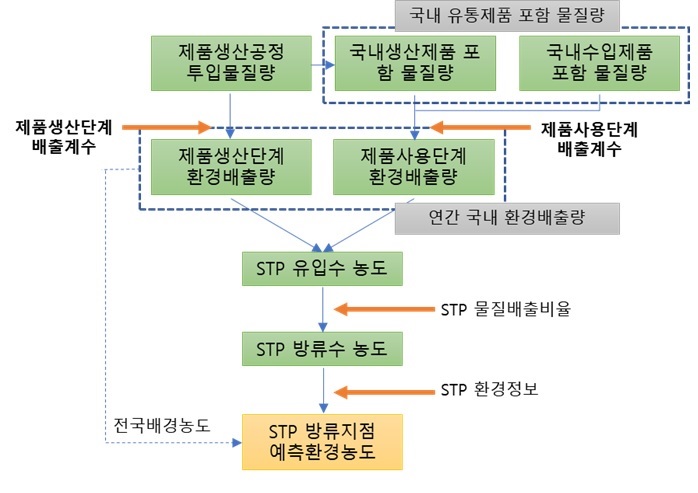 국내 유통제품 포함 물질량
제품생산공정
투입물질량
국내생산제품 포
함 물질량
국내수입제품
포함 물질량
제품생산단계
배출계수
제품사용단계
배출계수
제품생산단계
환경배출량
제품사용단계
환경배출량
연간 국내 환경배출량
STP 유입수 농도
STP 물질배출비율
STP 방류수 농도
STP 환경정보
전국배경농도
STP 방류지점
예측환경농도